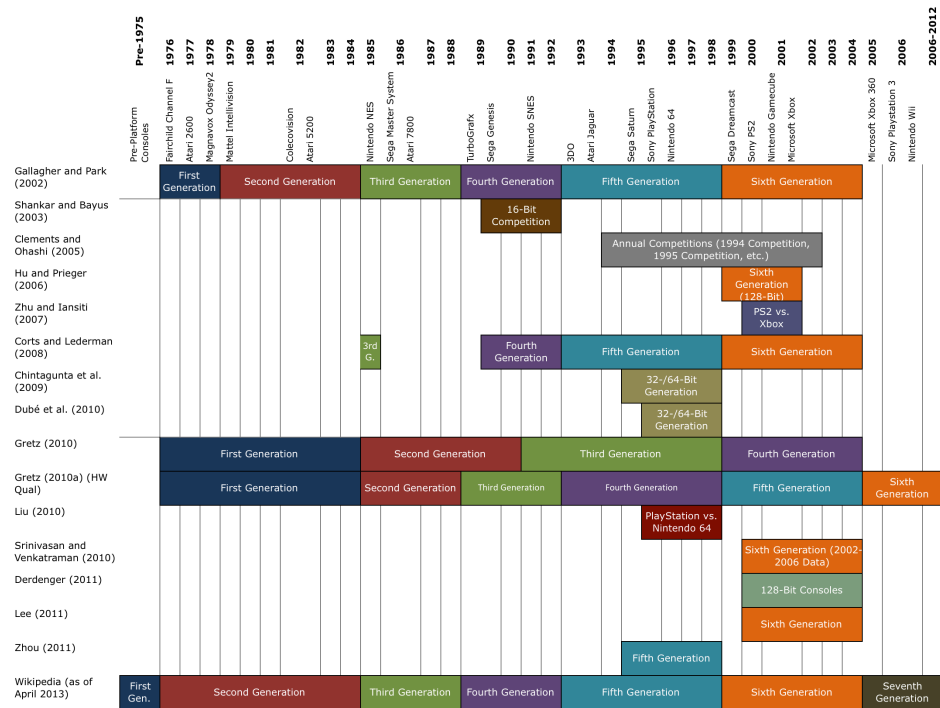 Pre-1975
1976
1977
1978
1979
1980
1981
1982
1983
1984
1985
1986
1987
1988
1989
1990
1991
1992
1993
1994
1995
1996
1997
1998
1999
2000
2001
2002
2003
2004
2005
2006
2006-2012
Pre-Platform
Consoles
Fairchild Channel F
Atari 2600
Magnavox Odyssey2
Mattel Intellivision
Colecovision
Atari 5200
Nintendo NES
Sega Master System
Atari 7800
TurboGrafx
Sega Genesis
Nintendo SNES
3DO
Atari Jaguar
Sega Saturn
Sony PlayStation
Nintendo 64
Sega Dreamcast
Sony PS2
Nintendo Gamecube
Microsoft Xbox
Microsoft Xbox 360
Sony Playstation 3
Nintendo Wii
Gallagher and Park
(2002)
First
Generation
Second Generation
Third Generation
Fourth Generation
Fifth Generation
Sixth Generation
Shankar and Bayus
(2003)
16-Bit
Competition
Clements and
Ohashi (2005)
Annual Competitions (1994 Competition,
1995 Competition, etc.)
Hu and Prieger
(2006)
Sixth
Generation
(128-Bit)
Zhu and Iansiti
(2007)
PS2 vs.
Xbox
Corts and Lederman
(2008)
3rd
G.
Fourth
Generation
Fifth Generation
Sixth Generation
Chintagunta et al.
(2009)
32-/64-Bit
Generation
Dubé et al. (2010)
32-/64-Bit
Generation
Gretz (2010)
First Generation
Second Generation
Third Generation
Fourth Generation
Gretz (2010a) (HW
Qual)
First Generation
Second Generation
Third Generation
Fourth Generation
Fifth Generation
Sixth
Generation
Liu (2010)
PlayStation vs.
Nintendo 64
Srinivasan and
Venkatraman (2010)
Sixth Generation (2002-
2006 Data)
Derdenger (2011)
128-Bit Consoles
Lee (2011)
Sixth Generation
Zhou (2011)
Fifth Generation
Wikipedia (as of
April 2013)
First
Gen.
Second Generation
Third Generation
Fourth Generation
Fifth Generation
Sixth Generation
Seventh
Generation